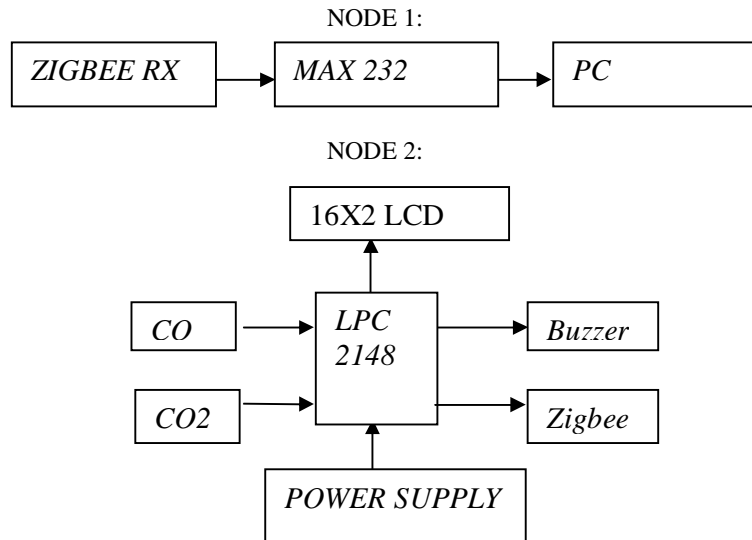 NODE 1:
ZIGBEE RX
MAX 232
PC
NODE 2:
16X2 LCD
CO
LPC
2148
Buzzer
CO2
Zigbee
POWER SUPPLY